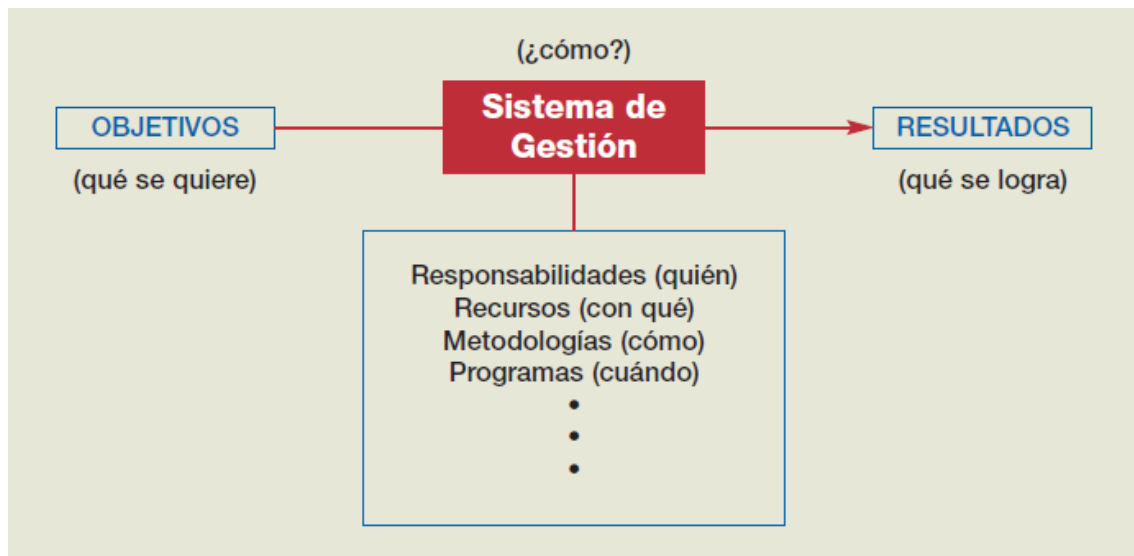 (¿cómo?)
Sistema de
Gestión
OBJETIVOS
(qué se quiere)
RESULTADOS
(qué se logra)
Responsabilidades (quién)
Recursos (con qué)
Metodologías (cómo)
Programas (cuándo)
•
•
•